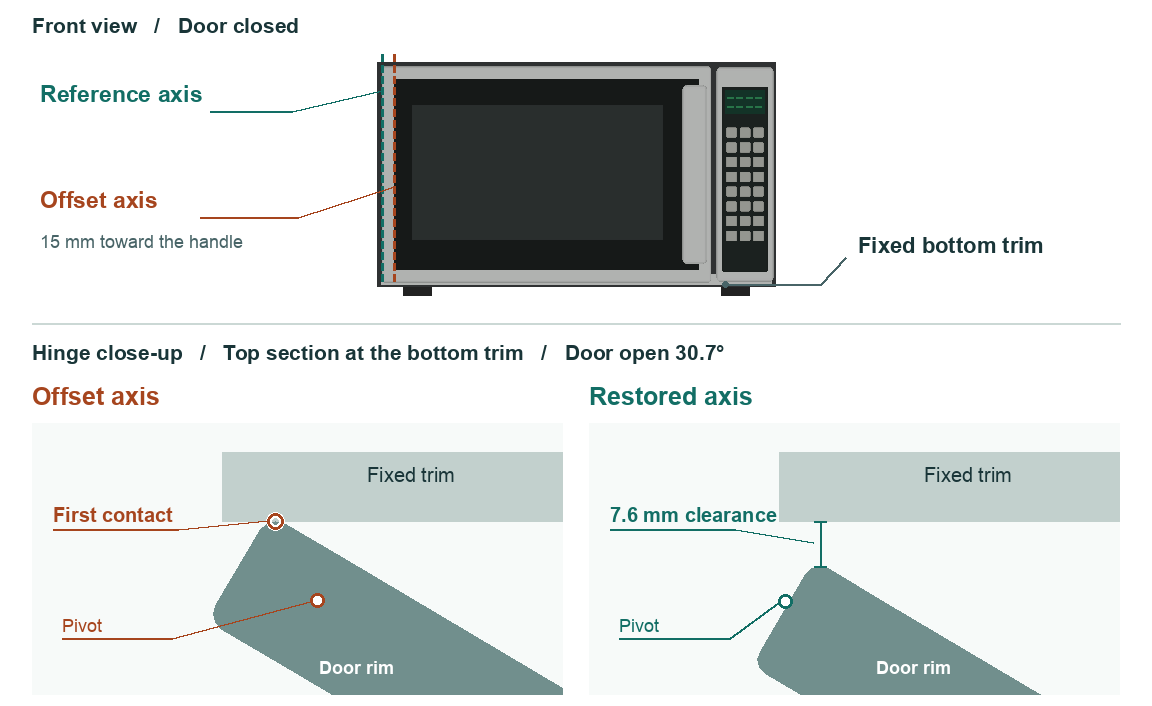 Front view / Door closed
Reference axis
Offset axis
15 mm toward the handle
Fixed bottom trim
Hinge close-up / Top section at the bottom trim / Door open 30.7°
Offset axis
Restored axis
Fixed trim
Fixed trim
First contact
7.6 mm clearance
Pivot
Pivot
Door rim
Door rim